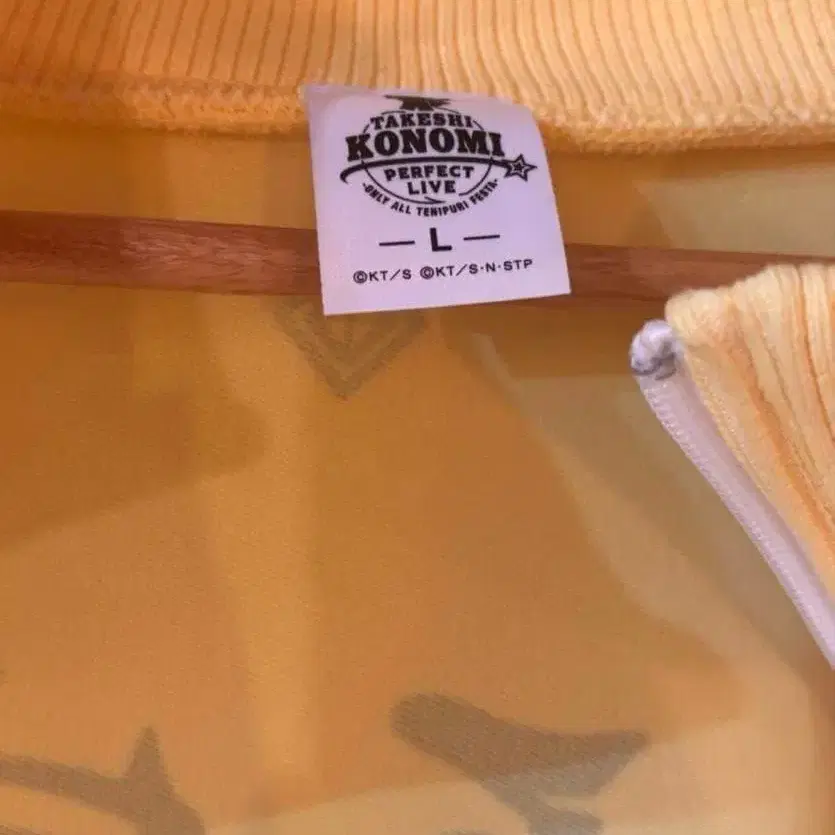 TAKESHI
KONOMI
PERFECT
LIVE
-ONLY ALL TENIPURI FESTA-
— L —
©KT/S ©KT/S·N·STP